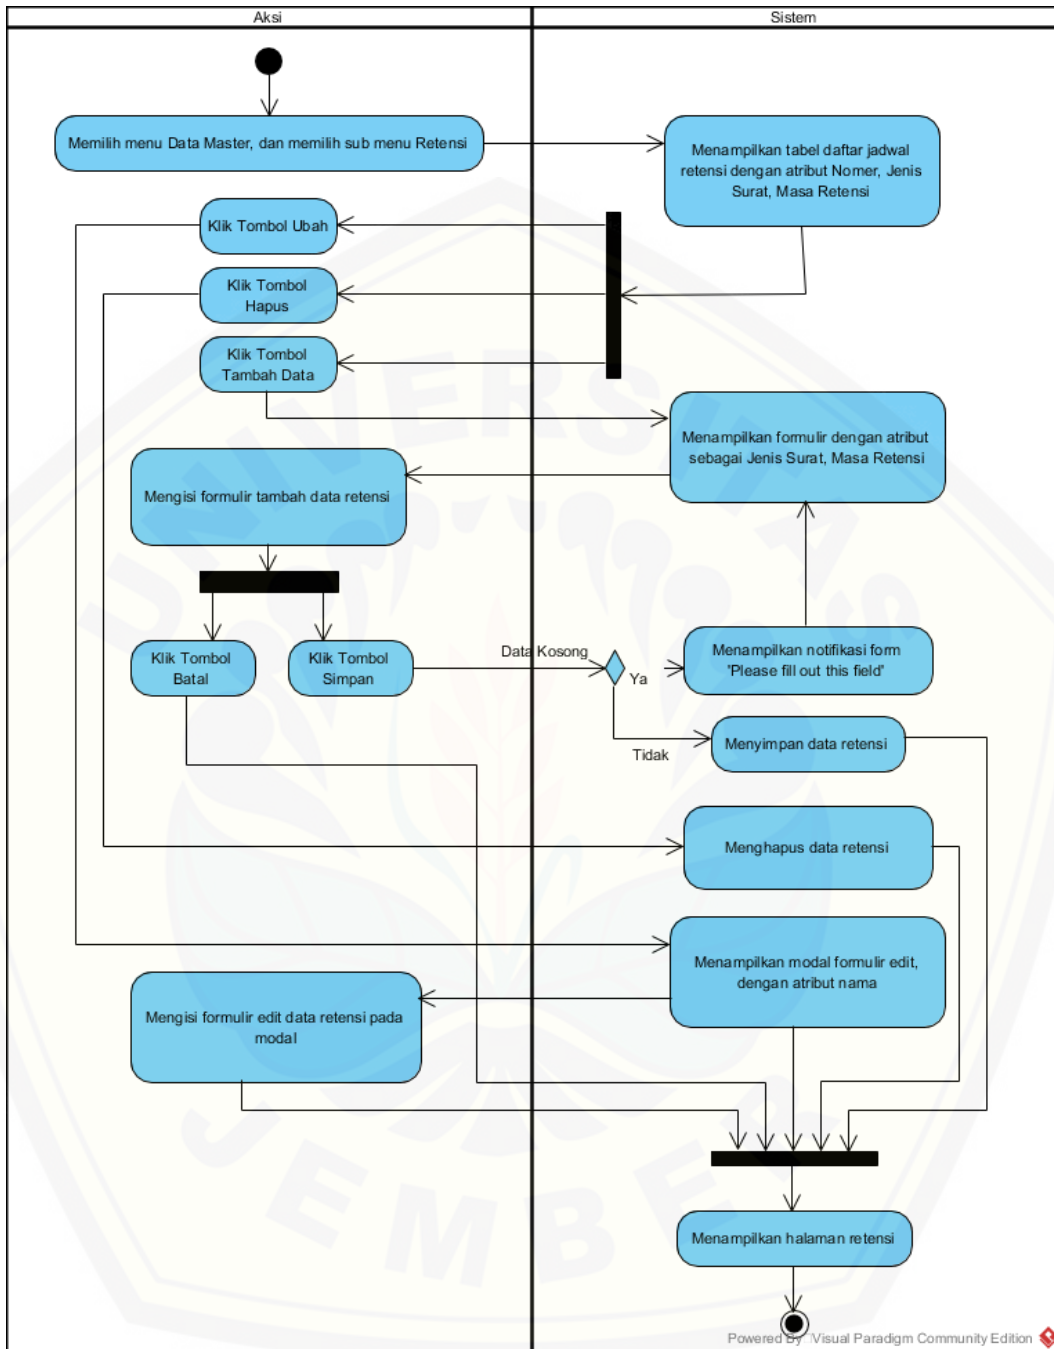 Aksi
Sistem
Memilih menu Data Master, dan memilih sub menu Retensi
Menampilkan tabel daftar jadwal
retensi dengan atribut Nomer, Jenis
Surat, Masa Retensi
Klik Tombol Ubah
Klik Tombol
Hapus
Klik Tombol
Tambah Data
Menampilkan formulir dengan atribut
sebagai Jenis Surat, Masa Retensi
Mengisi formulir tambah data retensi
Klik Tombol
Batal
Klik Tombol
Simpan
Data Kosong
Ya
Menampilkan notifikasi form
'Please fill out this field'
Tidak
Menyimpan data retensi
Menghapus data retensi
Menampilkan modal formulir edit,
dengan atribut nama
Mengisi formulir edit data retensi pada
modal
Menampilkan halaman retensi
Powered By Visual Paradigm Community Edition
UNIVERSITAS
JEMBER